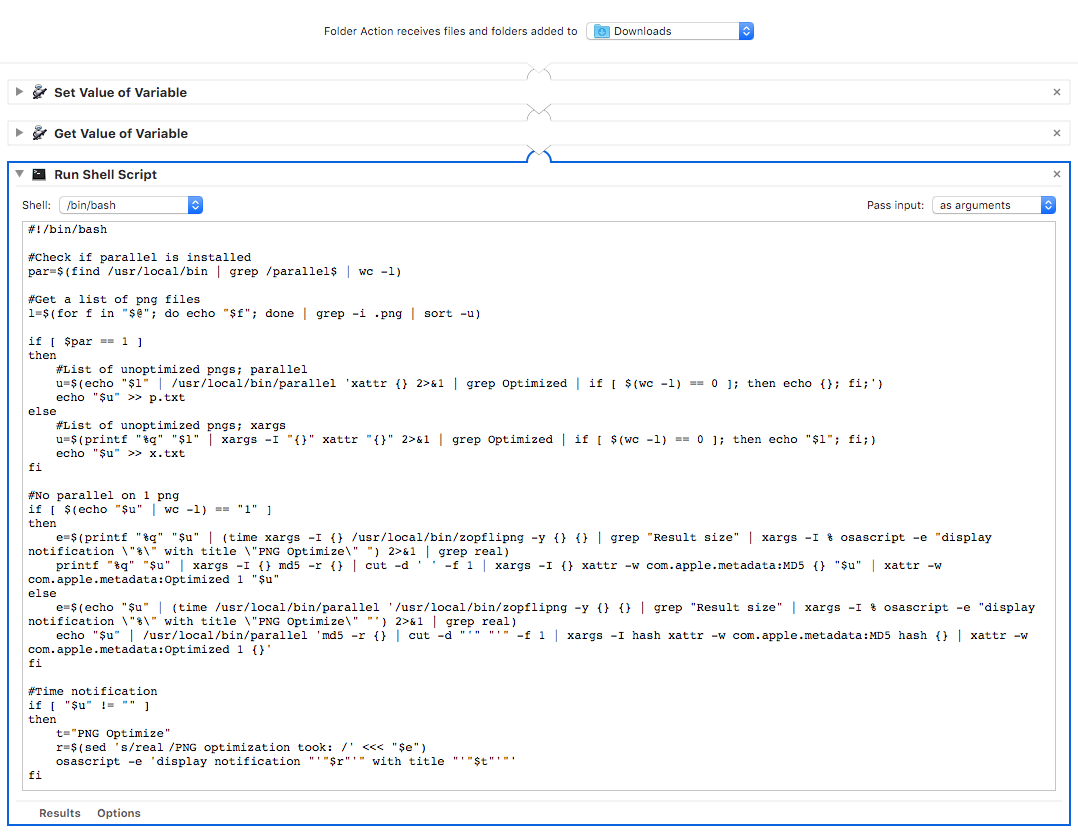 Folder Action receives files and folders added to Downloads
Set Value of Variable
Get Value of Variable
Run Shell Script
Shell: /bin/bash Pass input: as arguments
#!/bin/bash

#Check if parallel is installed
par=$(find /usr/local/bin | grep /parallel$ | wc -l)

#Get a list of png files
l=$(for f in "$@"; do echo "$f"; done | grep -i .png | sort -u)

if [ $par == 1 ]
then
    #List of unoptimized pngs; parallel
    u=$(echo "$l" | /usr/local/bin/parallel 'xattr {} 2>&1 | grep Optimized | if [ $(wc -l) == 0 ]; then echo {}; fi;')
    echo "$u" >> p.txt
else
    #List of unoptimized pngs; xargs
    u=$(printf "%q" "$l" | xargs -I "{}" xattr "{}" 2>&1 | grep Optimized | if [ $(wc -l) == 0 ]; then echo "$l"; fi;)
    echo "$u" >> x.txt
fi

#No parallel on 1 png
if [ $(echo "$u" | wc -l) == "1" ]
then
    e=$(printf "%q" "$u" | (time xargs -I {} /usr/local/bin/zopflipng -y {} {} | grep "Result size" | xargs -I % osascript -e "display
notification \"%\" with title \"PNG Optimize\" ") 2>&1 | grep real)
    printf "%q" "$u" | xargs -I {} md5 -r {} | cut -d ' ' -f 1 | xargs -I {} xattr -w com.apple.metadata:MD5 {} "$u" | xattr -w
com.apple.metadata:Optimized 1 "$u"
else
    e=$(echo "$u" | (time /usr/local/bin/parallel '/usr/local/bin/zopflipng -y {} {} | grep "Result size" | xargs -I % osascript -e "display
notification \"%\" with title \"PNG Optimize\" "') 2>&1 | grep real)
    echo "$u" | /usr/local/bin/parallel 'md5 -r {} | cut -d "'" "'" -f 1 | xargs -I hash xattr -w com.apple.metadata:MD5 hash {} | xattr -w
com.apple.metadata:Optimized 1 {}'
fi

#Time notification
if [ "$u" != "" ]
then
    t="PNG Optimize"
    r=$(sed 's/real /PNG optimization took: /' <<< "$e")
    osascript -e 'display notification "'"$r"'" with title "'"$t"'"'
fi
Results Options